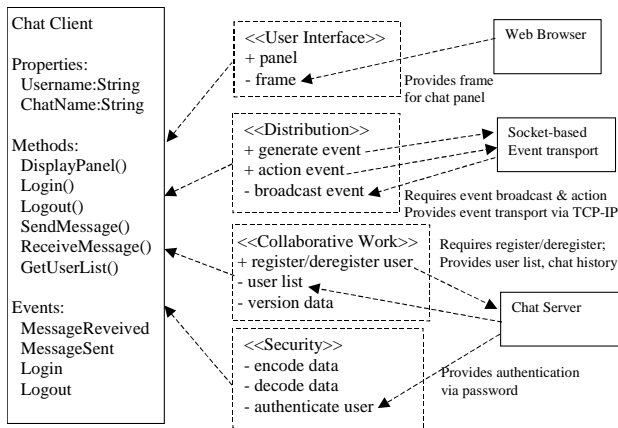 Chat Client
Properties:
Username:String
ChatName:String
Methods:
DisplayPanel()
Login()
Logout()
SendMessage()
ReceiveMessage()
GetUserList()
Events:
MessageReveived
MessageSent
Login
Logout
<<User Interface>>
+ panel
- frame
<<Distribution>>
+ generate event
+ action event
- broadcast event
<<Collaborative Work>>
+ register/deregister user
- user list
- version data
<<Security>>
- encode data
- decode data
- authenticate user
Web Browser
Provides frame
for chat panel
Socket-based
Event transport
Requires event broadcast & action
Provides event transport via TCP-IP
Requires register/deregister;
Provides user list, chat history
Chat Server
Provides authentication
via password